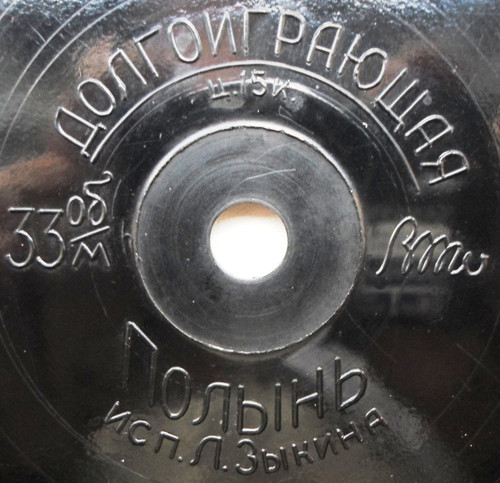 ДОЛГОИГРАЮЩАЯ
ц. 15 к.
33 об/м
Полынь
исп. Л. Зыкина